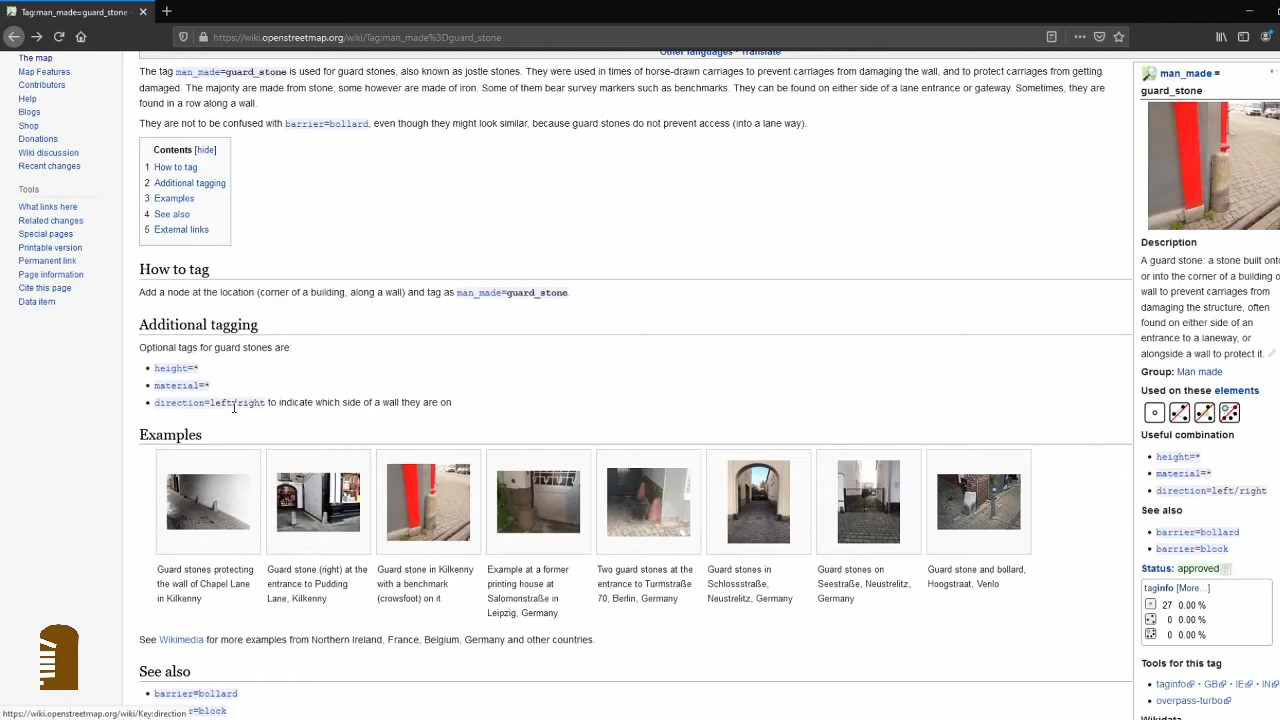 Tag:man_made=guard_stone -
https://wiki.openstreetmap.org/wiki/Tag:man_made%3Dguard_stone
The map
Map Features
Contributors
Help
Blogs
Shop
Donations
Wiki discussion
Recent changes
Tools
What links here
Related changes
Special pages
Printable version
Permanent link
Page information
Cite this page
Data item
Other languages · Translate
The tag man_made=guard_stone is used for guard stones, also known as jostle stones. They were used in times of horse-drawn carriages to prevent carriages from damaging the wall, and to protect carriages from getting
damaged. The majority are made from stone; some however are made of iron. Some of them bear survey markers such as benchmarks. They can be found on either side of a lane entrance or gateway. Sometimes, they are
found in a row along a wall.
They are not to be confused with barrier=bollard, even though they might look similar, because guard stones do not prevent access (into a lane way).
Contents [hide]
1 How to tag
2 Additional tagging
3 Examples
4 See also
5 External links
How to tag
Add a node at the location (corner of a building, along a wall) and tag as man_made=guard_stone.
Additional tagging
Optional tags for guard stones are:
• height=*
• material=*
• direction=left/right to indicate which side of a wall they are on
Examples
Guard stones protecting
the wall of Chapel Lane
in Kilkenny
Guard stone (right) at the
entrance to Pudding
Lane, Kilkenny
Guard stone in Kilkenny
with a benchmark
(crowsfoot) on it
Example at a former
printing house at
Salomonstraße in
Leipzig, Germany
Two guard stones at the
entrance to Turmstraße
70, Berlin, Germany
Guard stones in
Schlossstraße,
Neustrelitz, Germany
Guard stones on
Seestraße, Neustrelitz,
Germany
Guard stone and bollard,
Hoogstraat, Venlo
See Wikimedia for more examples from Northern Ireland, France, Belgium, Germany and other countries.
See also
• barrier=bollard
r=block
https://wiki.openstreetmap.org/wiki/Key:direction
man_made =
guard_stone
Description
A guard stone: a stone built onto
or into the corner of a building or
wall to prevent carriages from
damaging the structure, often
found on either side of an
entrance to a laneway, or
alongside a wall to protect it.
Group: Man made
Used on these elements
Useful combination
• height=*
• material=*
• direction=left/right
See also
• barrier=bollard
• barrier=block
Status: approved
taginfo [More...]
27 0.00 %
0 0.00 %
0 0.00 %
Tools for this tag
• taginfo · GB · IE · IN
• overpass-turbo